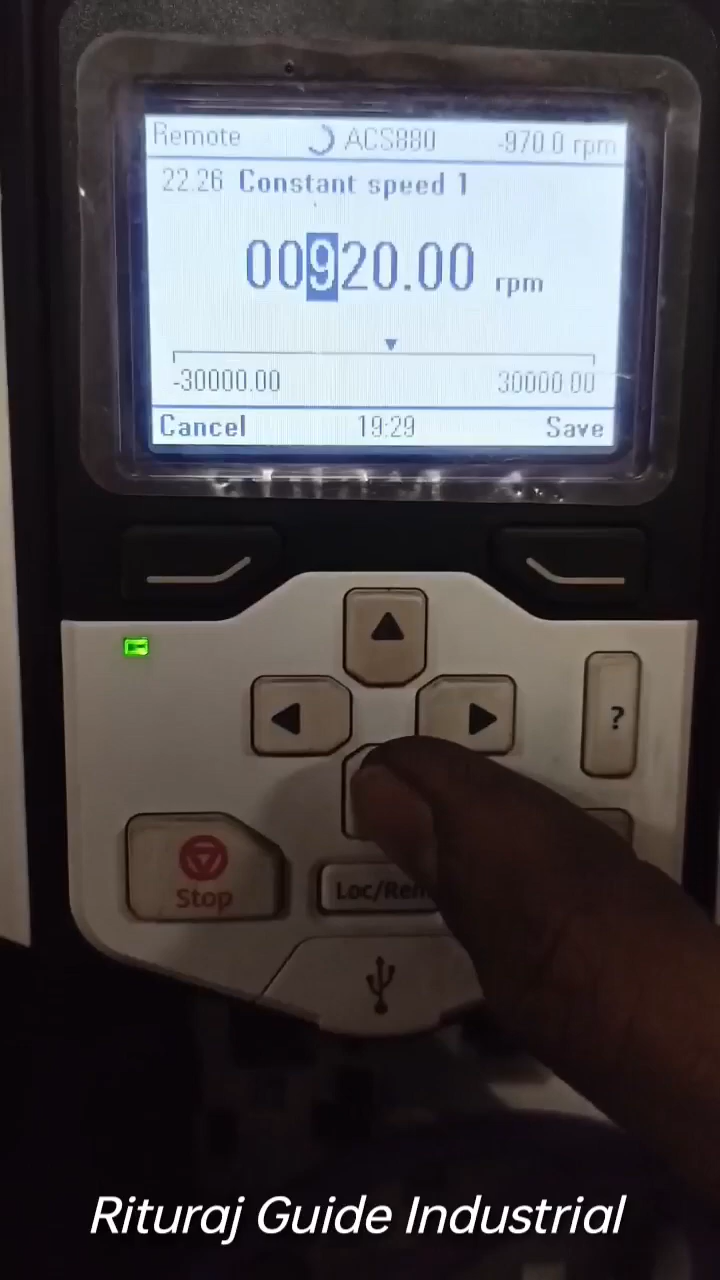 Remote ACS880 -970 0 rpm
22.26 Constant speed 1
00920.00 rpm
-30000.00 30000 00
Cancel 19:29 Save
?
Stop
Loc/Rem
Rituraj Guide Industrial